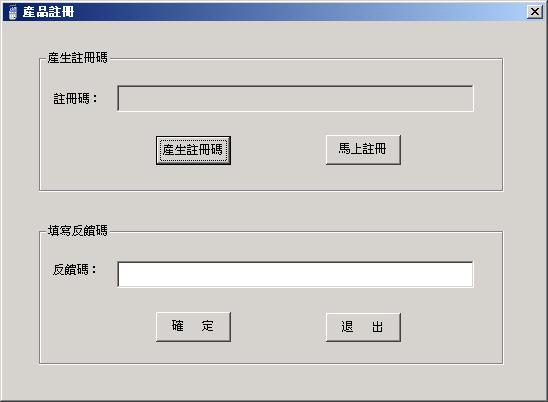 產品註冊
產生註冊碼
註冊碼：
產生註冊碼
馬上註冊
填寫反饋碼
反饋碼：
確 定
退 出